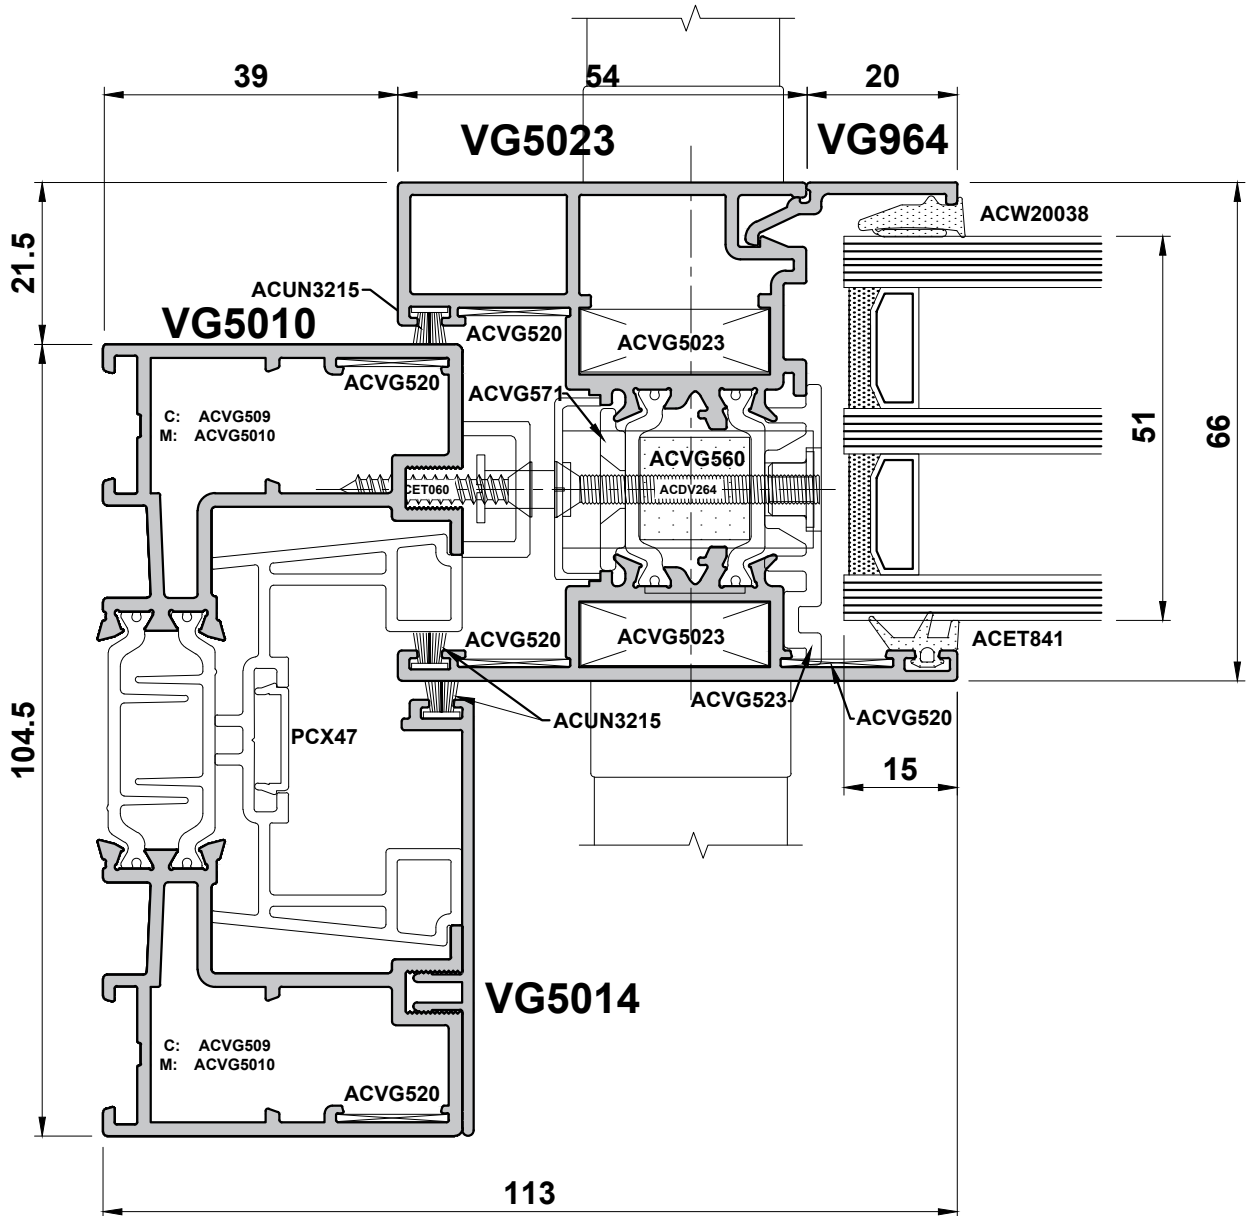 39
54
20
VG5023
VG964
ACW20038
21.5
ACUN3215
VG5010
ACVG520
ACVG5023
ACVG520
ACVG571
C: ACVG509
M: ACVG5010
51
66
ACVG560
CET060
ACDV264
ACVG520
ACVG5023
ACET841
ACVG523
ACVG520
ACUN3215
104.5
PCX47
15
VG5014
C: ACVG509
M: ACVG5010
ACVG520
113